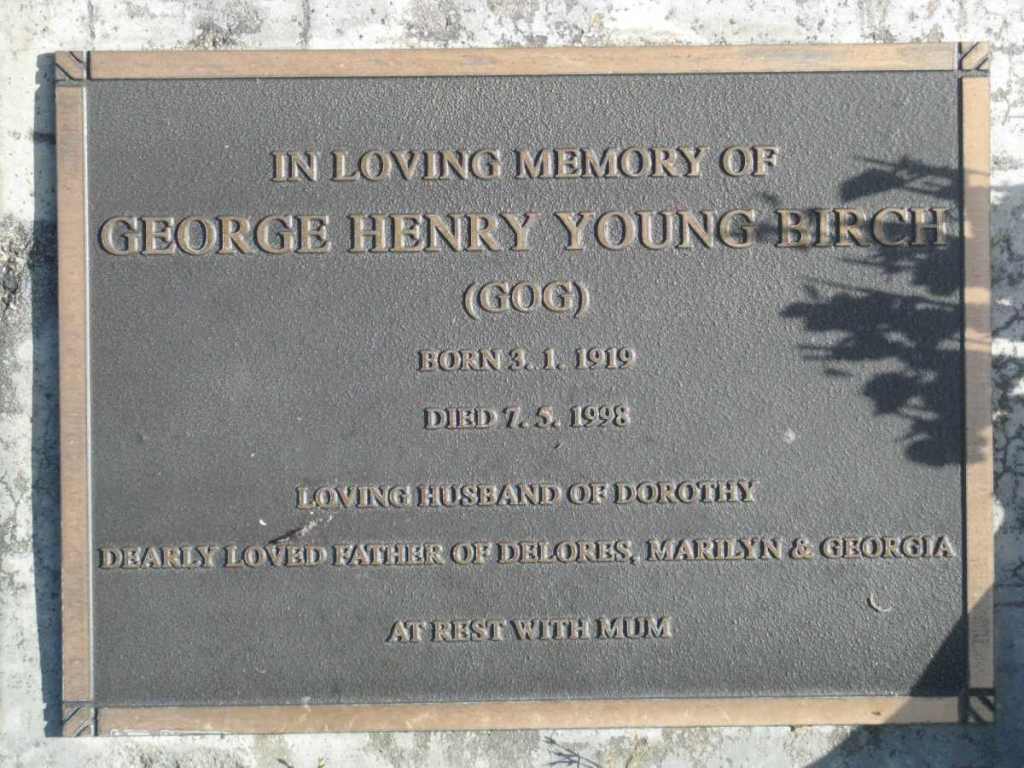 IN LOVING MEMORY OF
GEORGE HENRY YOUNG BIRCH
(GOG)
BORN 3. 1. 1919
DIED 7. 5. 1998
LOVING HUSBAND OF DOROTHY
DEARLY LOVED FATHER OF DELORES, MARILYN & GEORGIA
AT REST WITH MUM